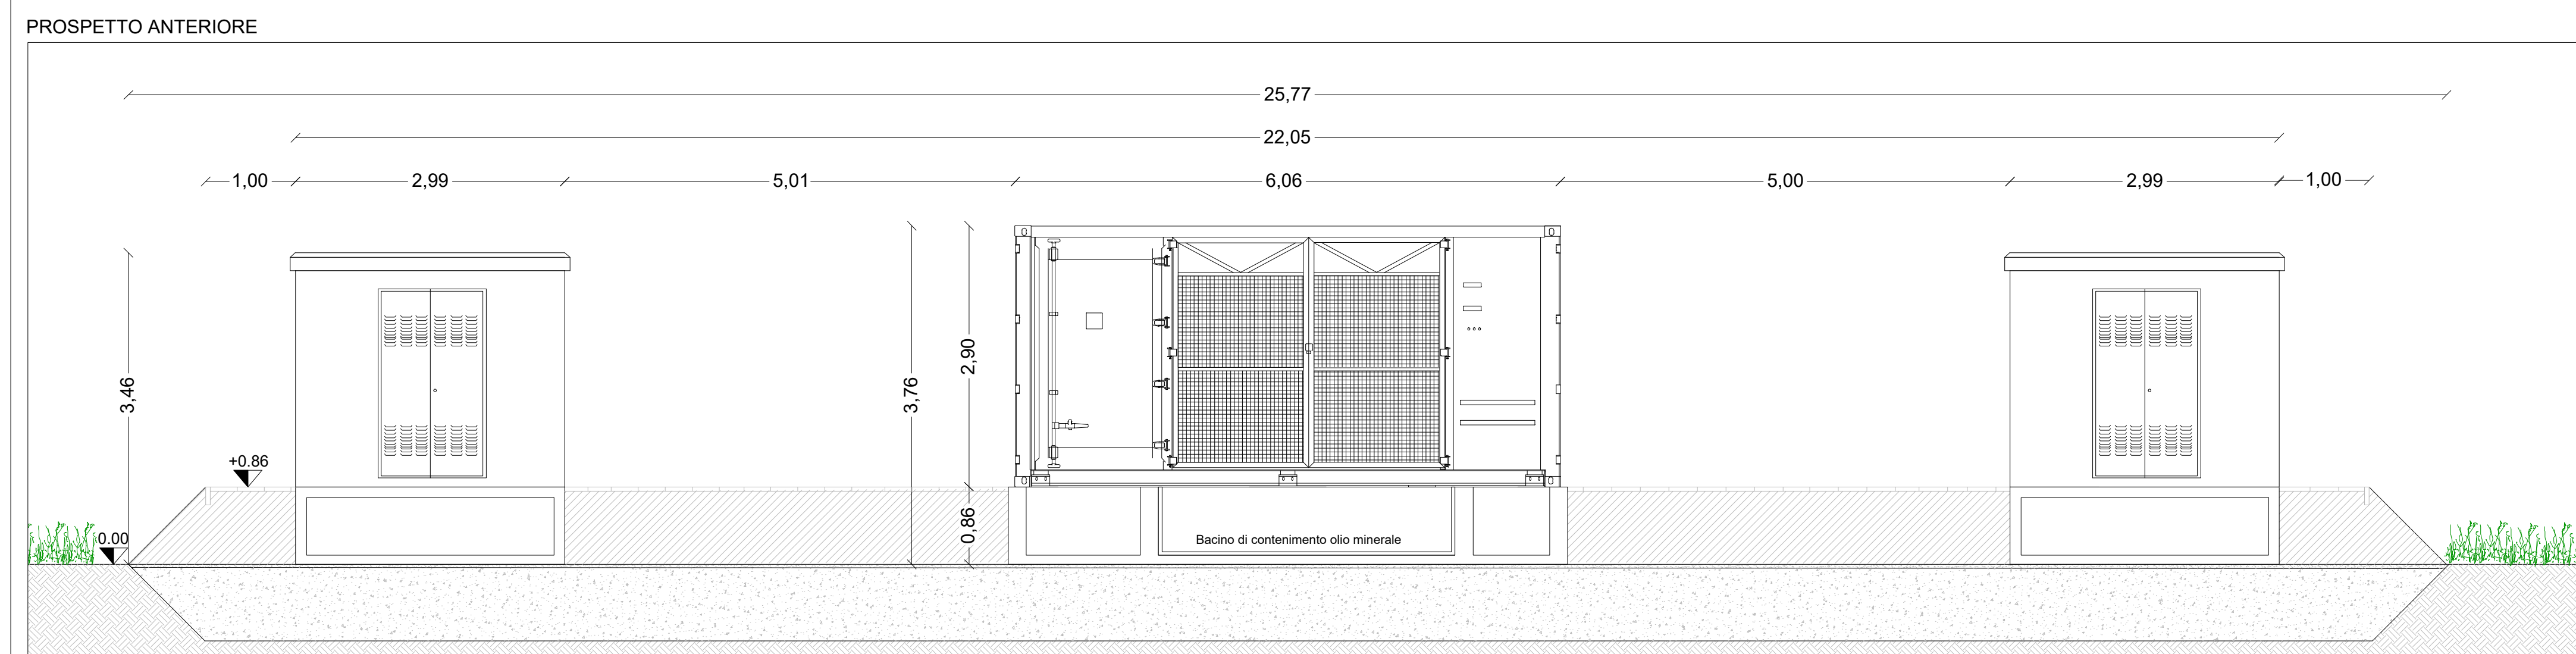 PROSPETTO ANTERIORE
25,77
22,05
1,00 2,99 5,01 6,06 5,00 2,99 1,00
3,46
3,76
2,90
0,86
+0.86
0.00
Bacino di contenimento olio minerale